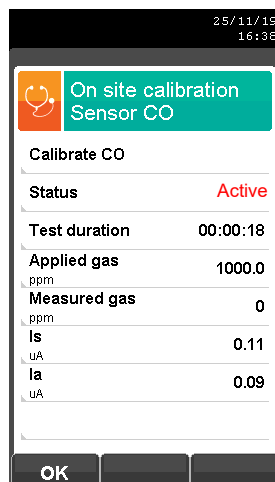 25/11/19
16:38
On site calibration
Sensor CO
Calibrate CO
Status Active
Test duration 00:00:18
Applied gas 1000.0
ppm
Measured gas 0
ppm
Is 0.11
uA
Ia 0.09
uA
OK